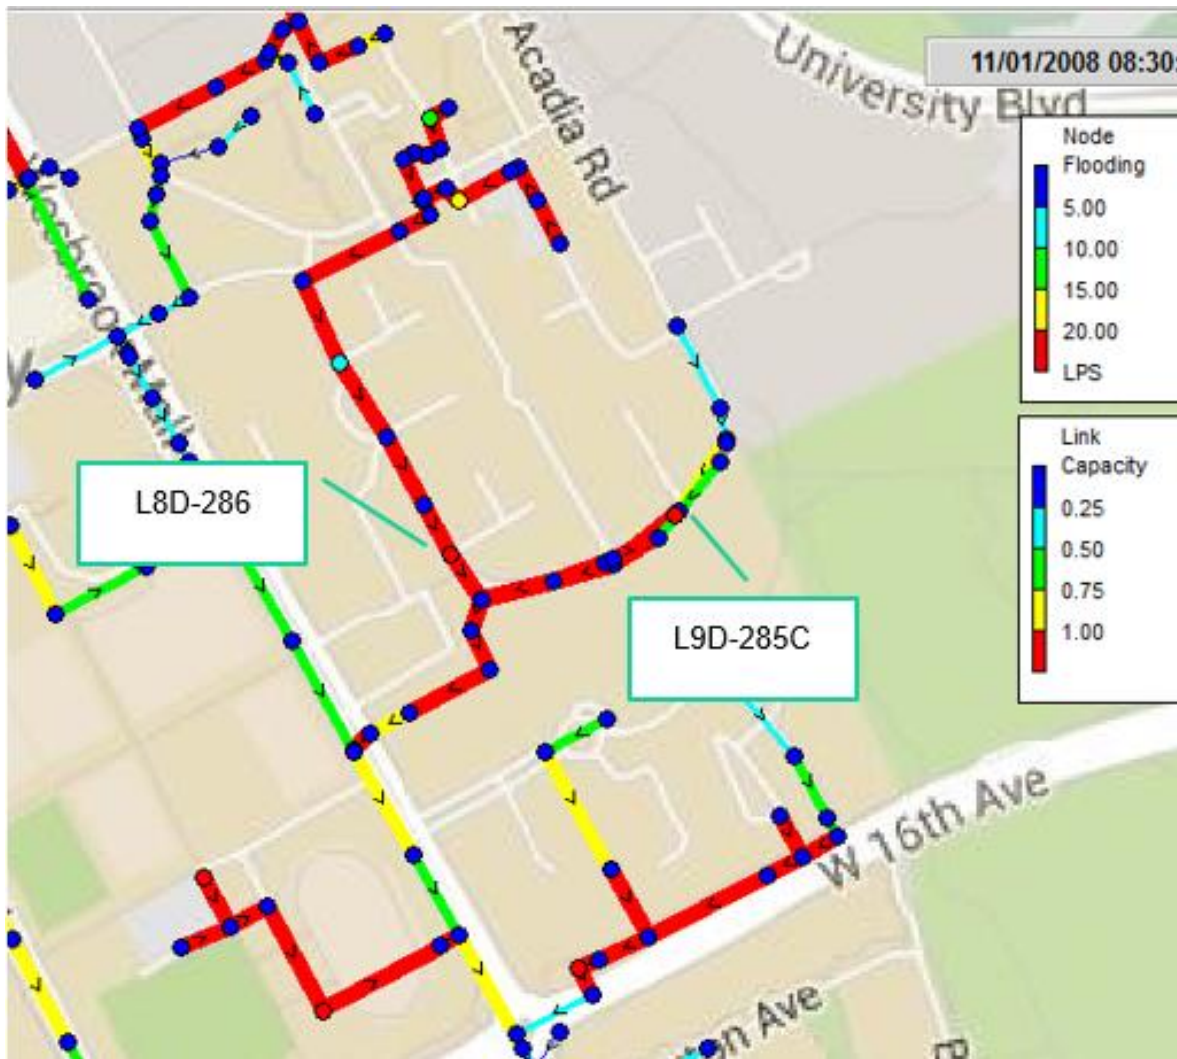 Acadia Rd
University Blvd
11/01/2008 08:30:
Node
Flooding
5.00
10.00
15.00
20.00
LPS
Link
Capacity
0.25
0.50
0.75
1.00
L8D-286
L9D-285C
W 16th Ave
Ave